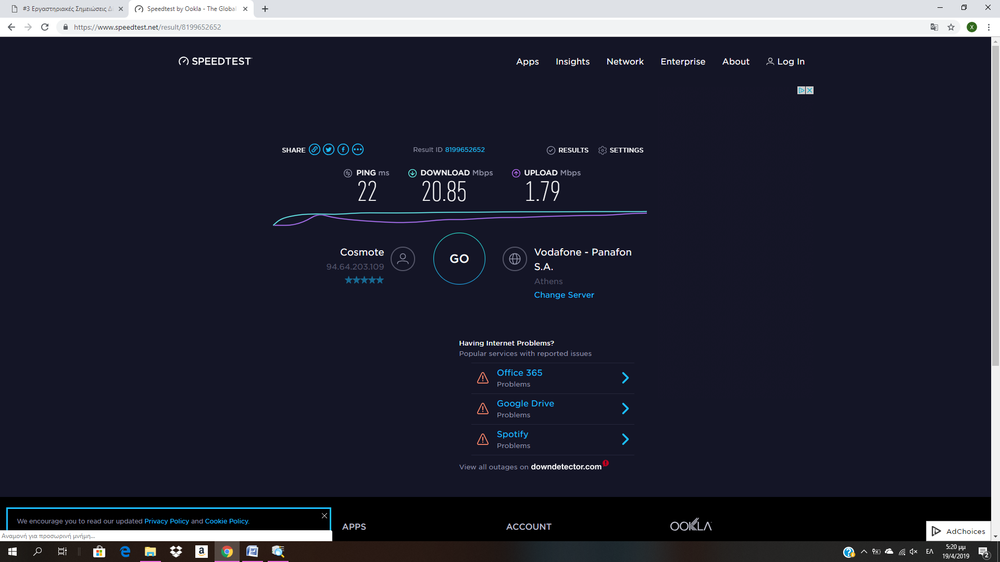 #3 Εργαστηριακές Σημειώσεις Δι
Speedtest by Ookla - The Global
https://www.speedtest.net/result/8199652652
X
SPEEDTEST
Apps Insights Network Enterprise About Log In
SHARE Result ID 8199652652 RESULTS SETTINGS
PING ms DOWNLOAD Mbps UPLOAD Mbps
22 20.85 1.79
Cosmote
94.64.203.109
GO
Vodafone - Panafon
S.A.
Athens
Change Server
Having Internet Problems?
Popular services with reported issues
Office 365
Problems
Google Drive
Problems
Spotify
Problems
View all outages on downdetector.com
We encourage you to read our updated Privacy Policy and Cookie Policy.
APPS ACCOUNT OOKLA
AdChoices
Αναμονή για προσωρινή μνήμη...
ΕΛ
5:20 μμ
19/4/2019
2